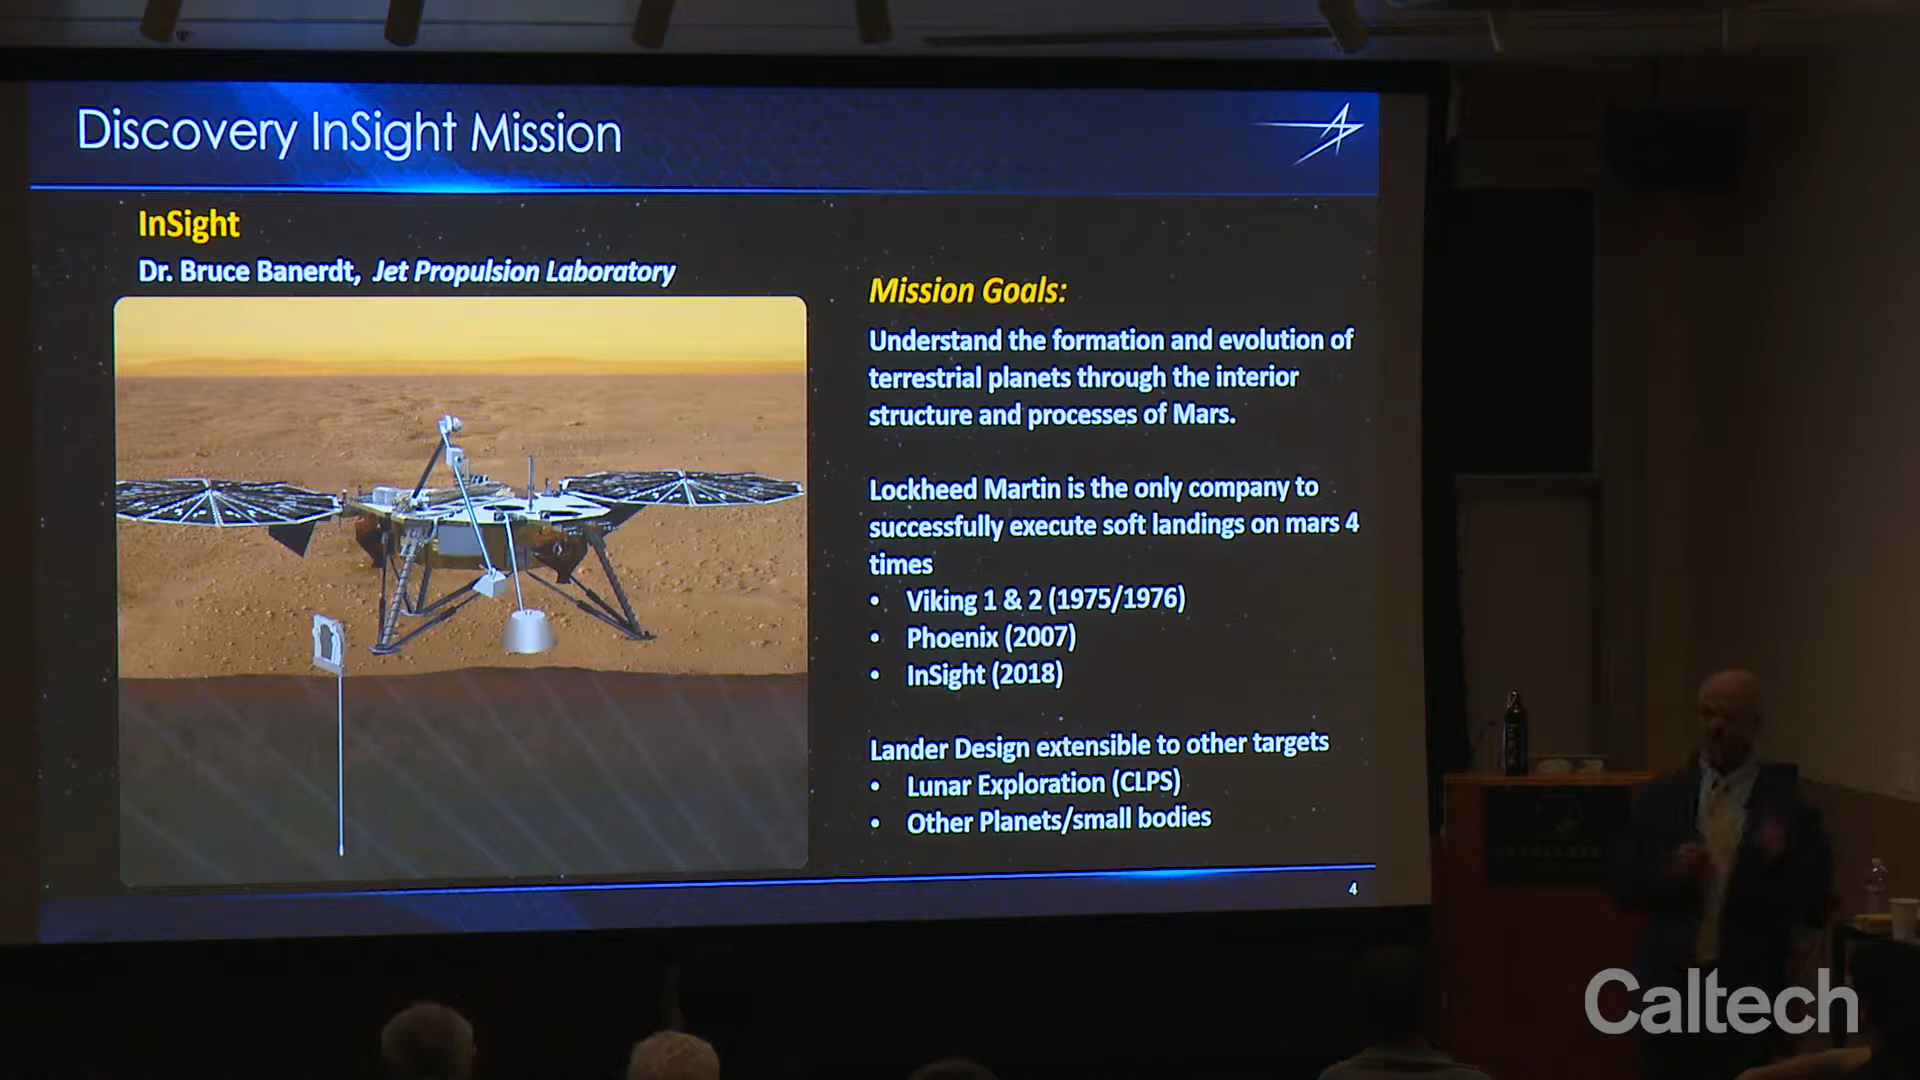 Discovery InSight Mission
InSight
Dr. Bruce Banerdt, Jet Propulsion Laboratory
Mission Goals:
Understand the formation and evolution of
terrestrial planets through the interior
structure and processes of Mars.
Lockheed Martin is the only company to
successfully execute soft landings on mars 4
times
• Viking 1 & 2 (1975/1976)
• Phoenix (2007)
• InSight (2018)
Lander Design extensible to other targets
• Lunar Exploration (CLPS)
• Other Planets/small bodies
4
Caltech